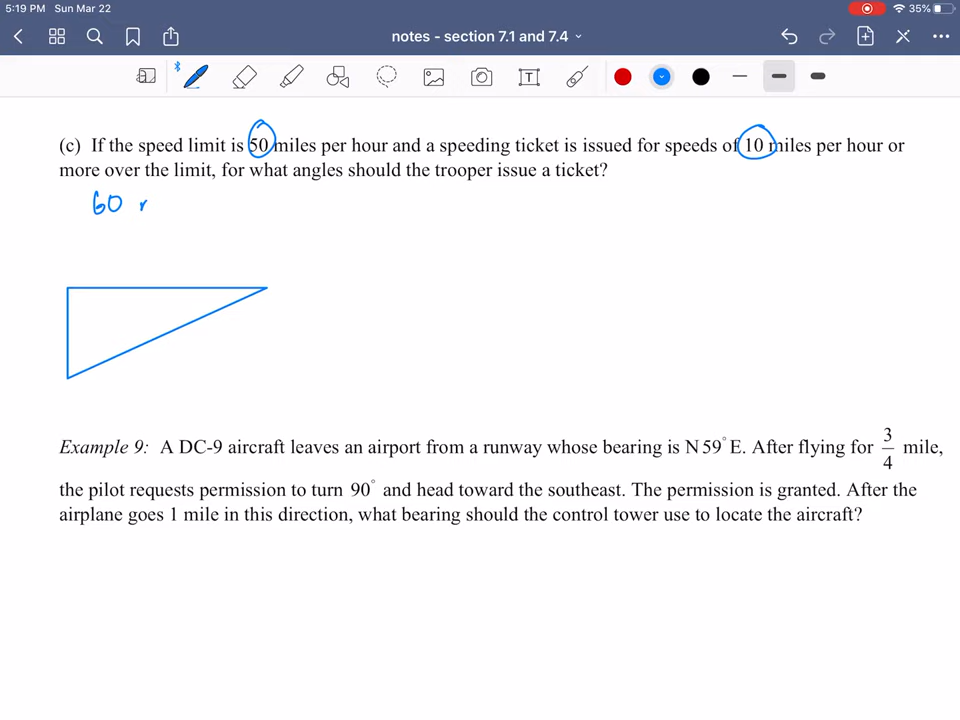 5:19 PM Sun Mar 22
35%
notes - section 7.1 and 7.4
T
(c) If the speed limit is 50 miles per hour and a speeding ticket is issued for speeds of 10 miles per hour or
more over the limit, for what angles should the trooper issue a ticket?
60
Example 9: A DC-9 aircraft leaves an airport from a runway whose bearing is N 59° E. After flying for 3/4 mile,
the pilot requests permission to turn 90° and head toward the southeast. The permission is granted. After the
airplane goes 1 mile in this direction, what bearing should the control tower use to locate the aircraft?